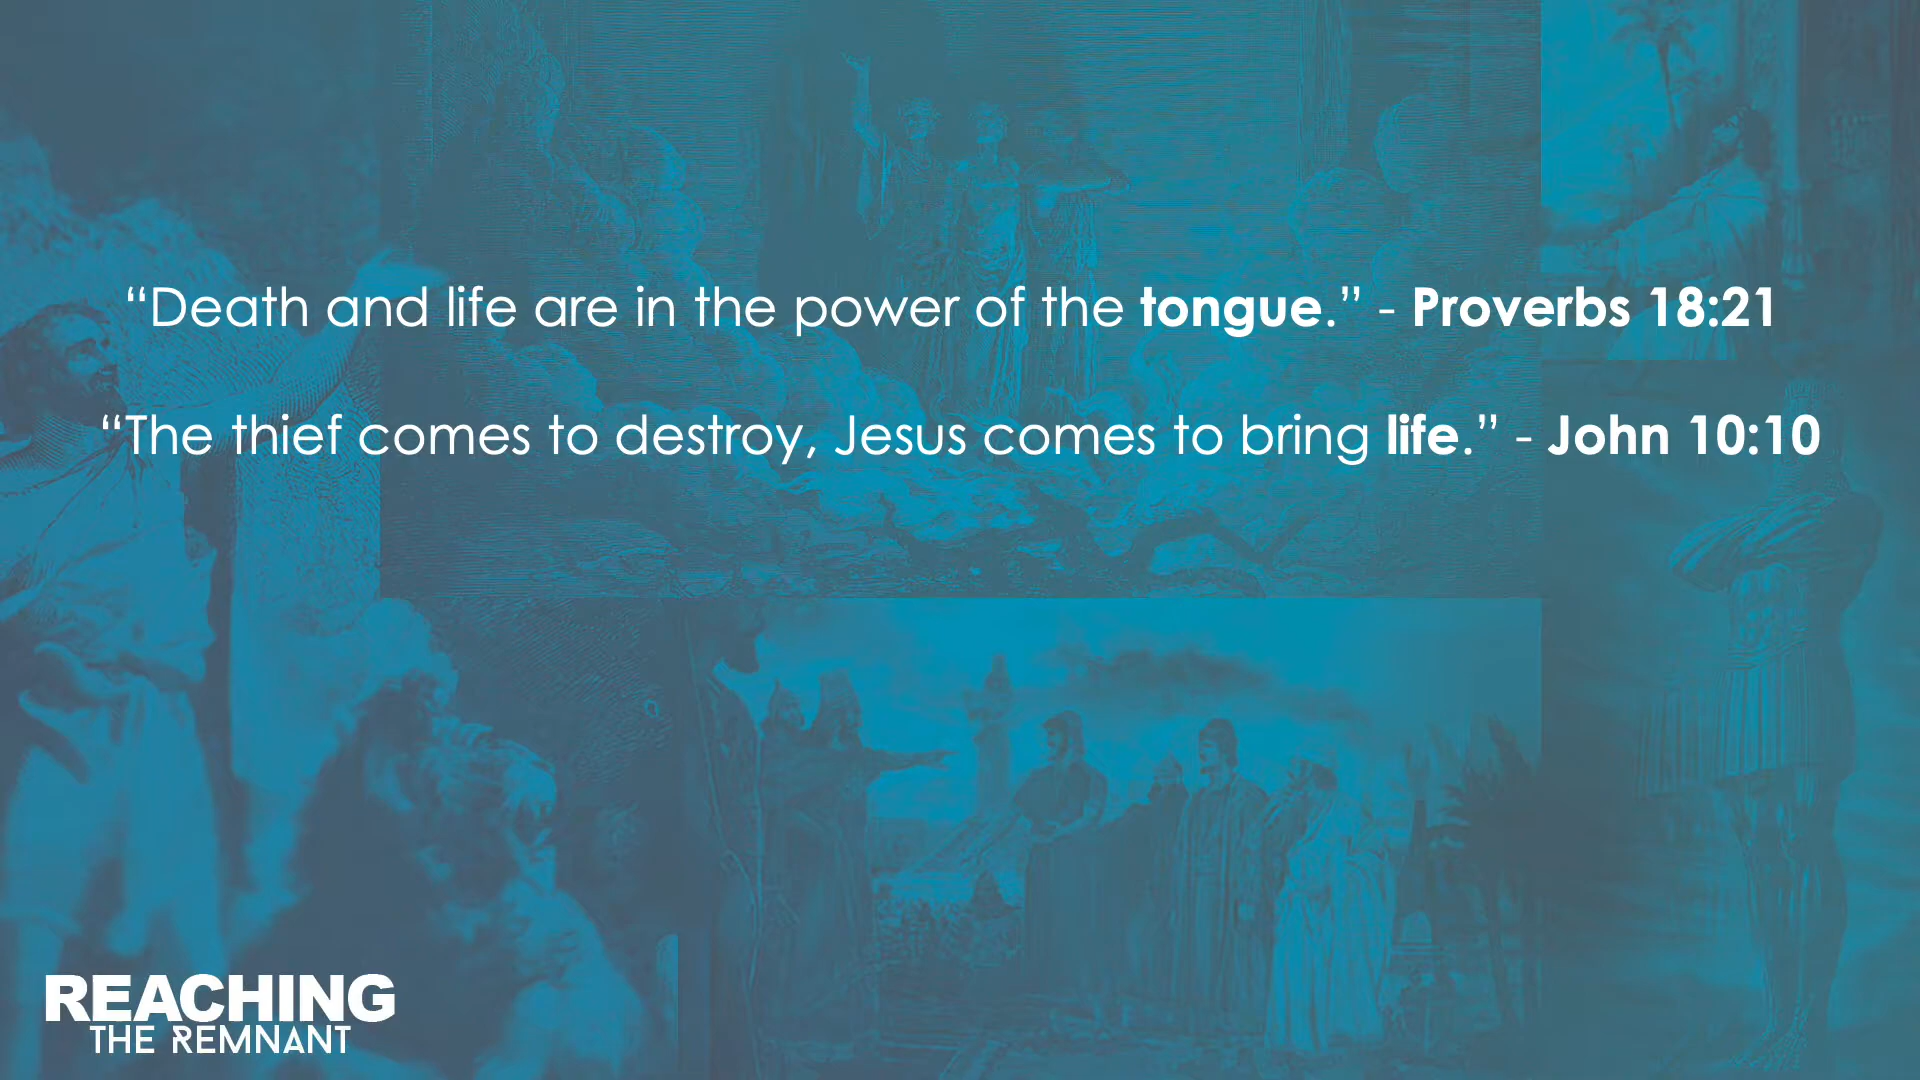 “Death and life are in the power of the tongue.” - Proverbs 18:21
“The thief comes to destroy, Jesus comes to bring life.” - John 10:10
REACHING
THE REMNANT